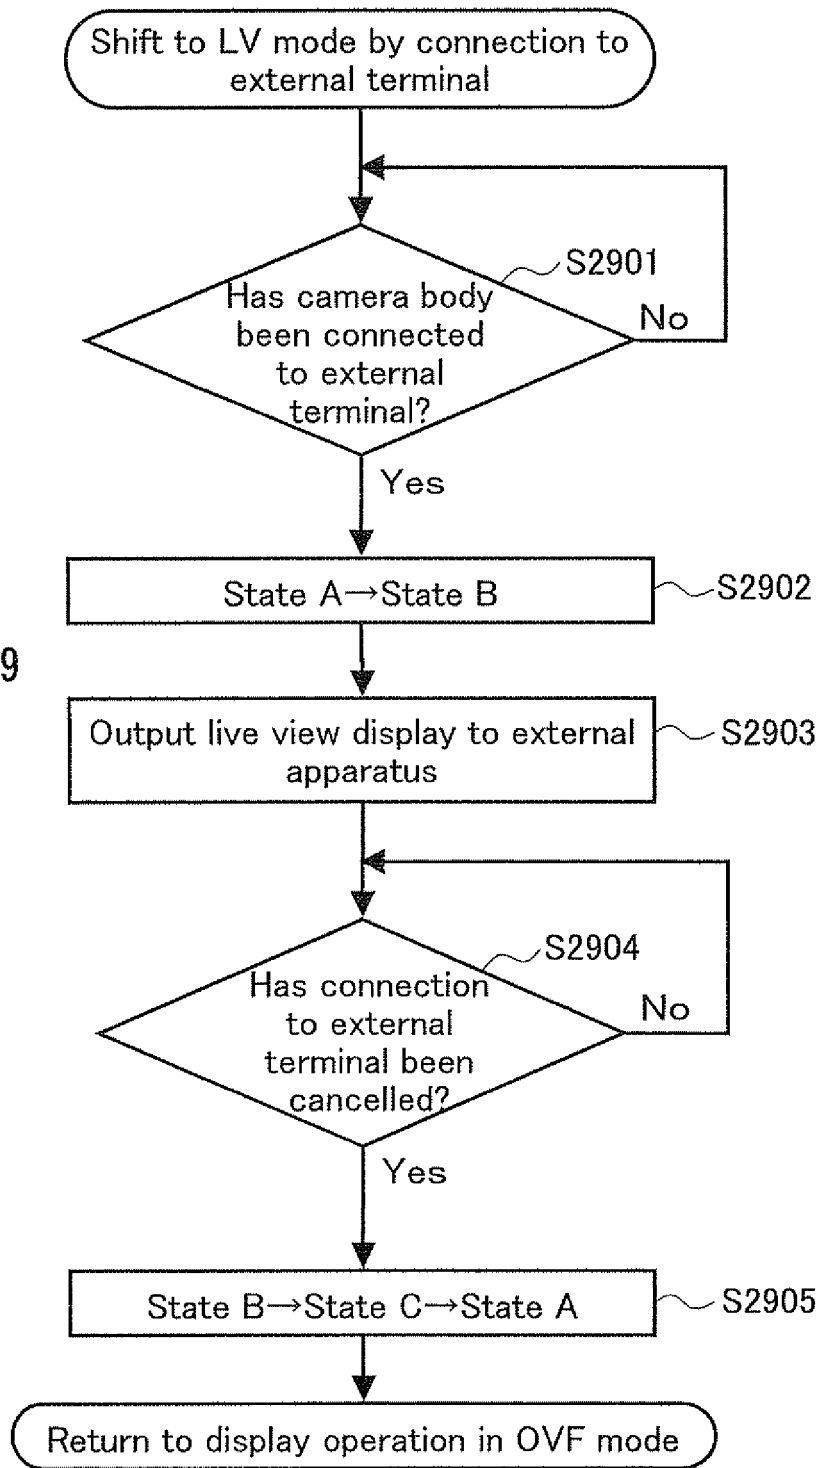 Shift to LV mode by connection to
external terminal
S2901
Has camera body
been connected
to external
terminal?
No
Yes
State A→State B
S2902
9
Output live view display to external
apparatus
S2903
S2904
Has connection
to external
terminal been
cancelled?
No
Yes
State B→State C→State A
S2905
Return to display operation in OVF mode